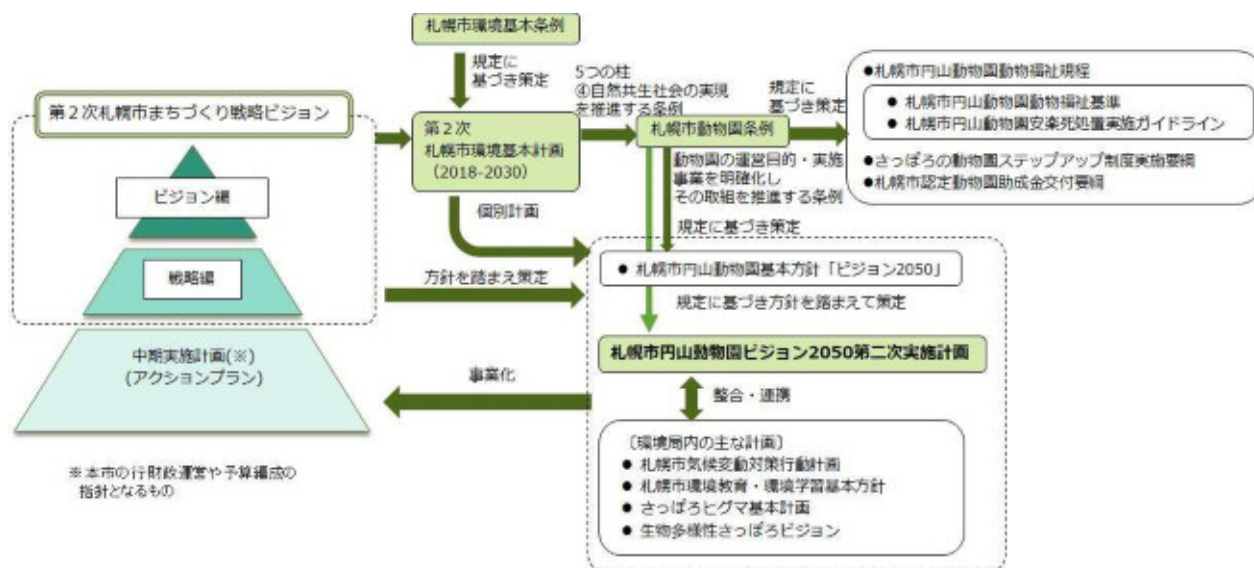 札幌市環境基本条例
規定に
基づき策定
第２次札幌市まちづくり戦略ビジョン
ビジョン編
戦略編
中期実施計画(※)
(アクションプラン)
※本市の行財政運営や予算編成の
指針となるもの
第２次
札幌市環境基本計画
（2018-2030）
5つの柱
④自然共生社会の実現
を推進する条例
札幌市動物園条例
規定に
基づき策定
●札幌市円山動物園動物福祉規程
●札幌市円山動物園動物福祉基準
●札幌市円山動物園安楽死処置実施ガイドライン
●さっぽろの動物園ステップアップ制度実施要綱
●札幌市認定動物園助成金交付要綱
動物園の運営目的・実施
事業を明確化し
その取組を推進する条例
個別計画
規定に基づき策定
方針を踏まえ策定
● 札幌市円山動物園基本方針「ビジョン2050」
規定に基づき方針を踏まえて策定
札幌市円山動物園ビジョン2050第二次実施計画
事業化
整合・連携
〔環境局内の主な計画〕
● 札幌市気候変動対策行動計画
● 札幌市環境教育・環境学習基本方針
● さっぽろヒグマ基本計画
● 生物多様性さっぽろビジョン